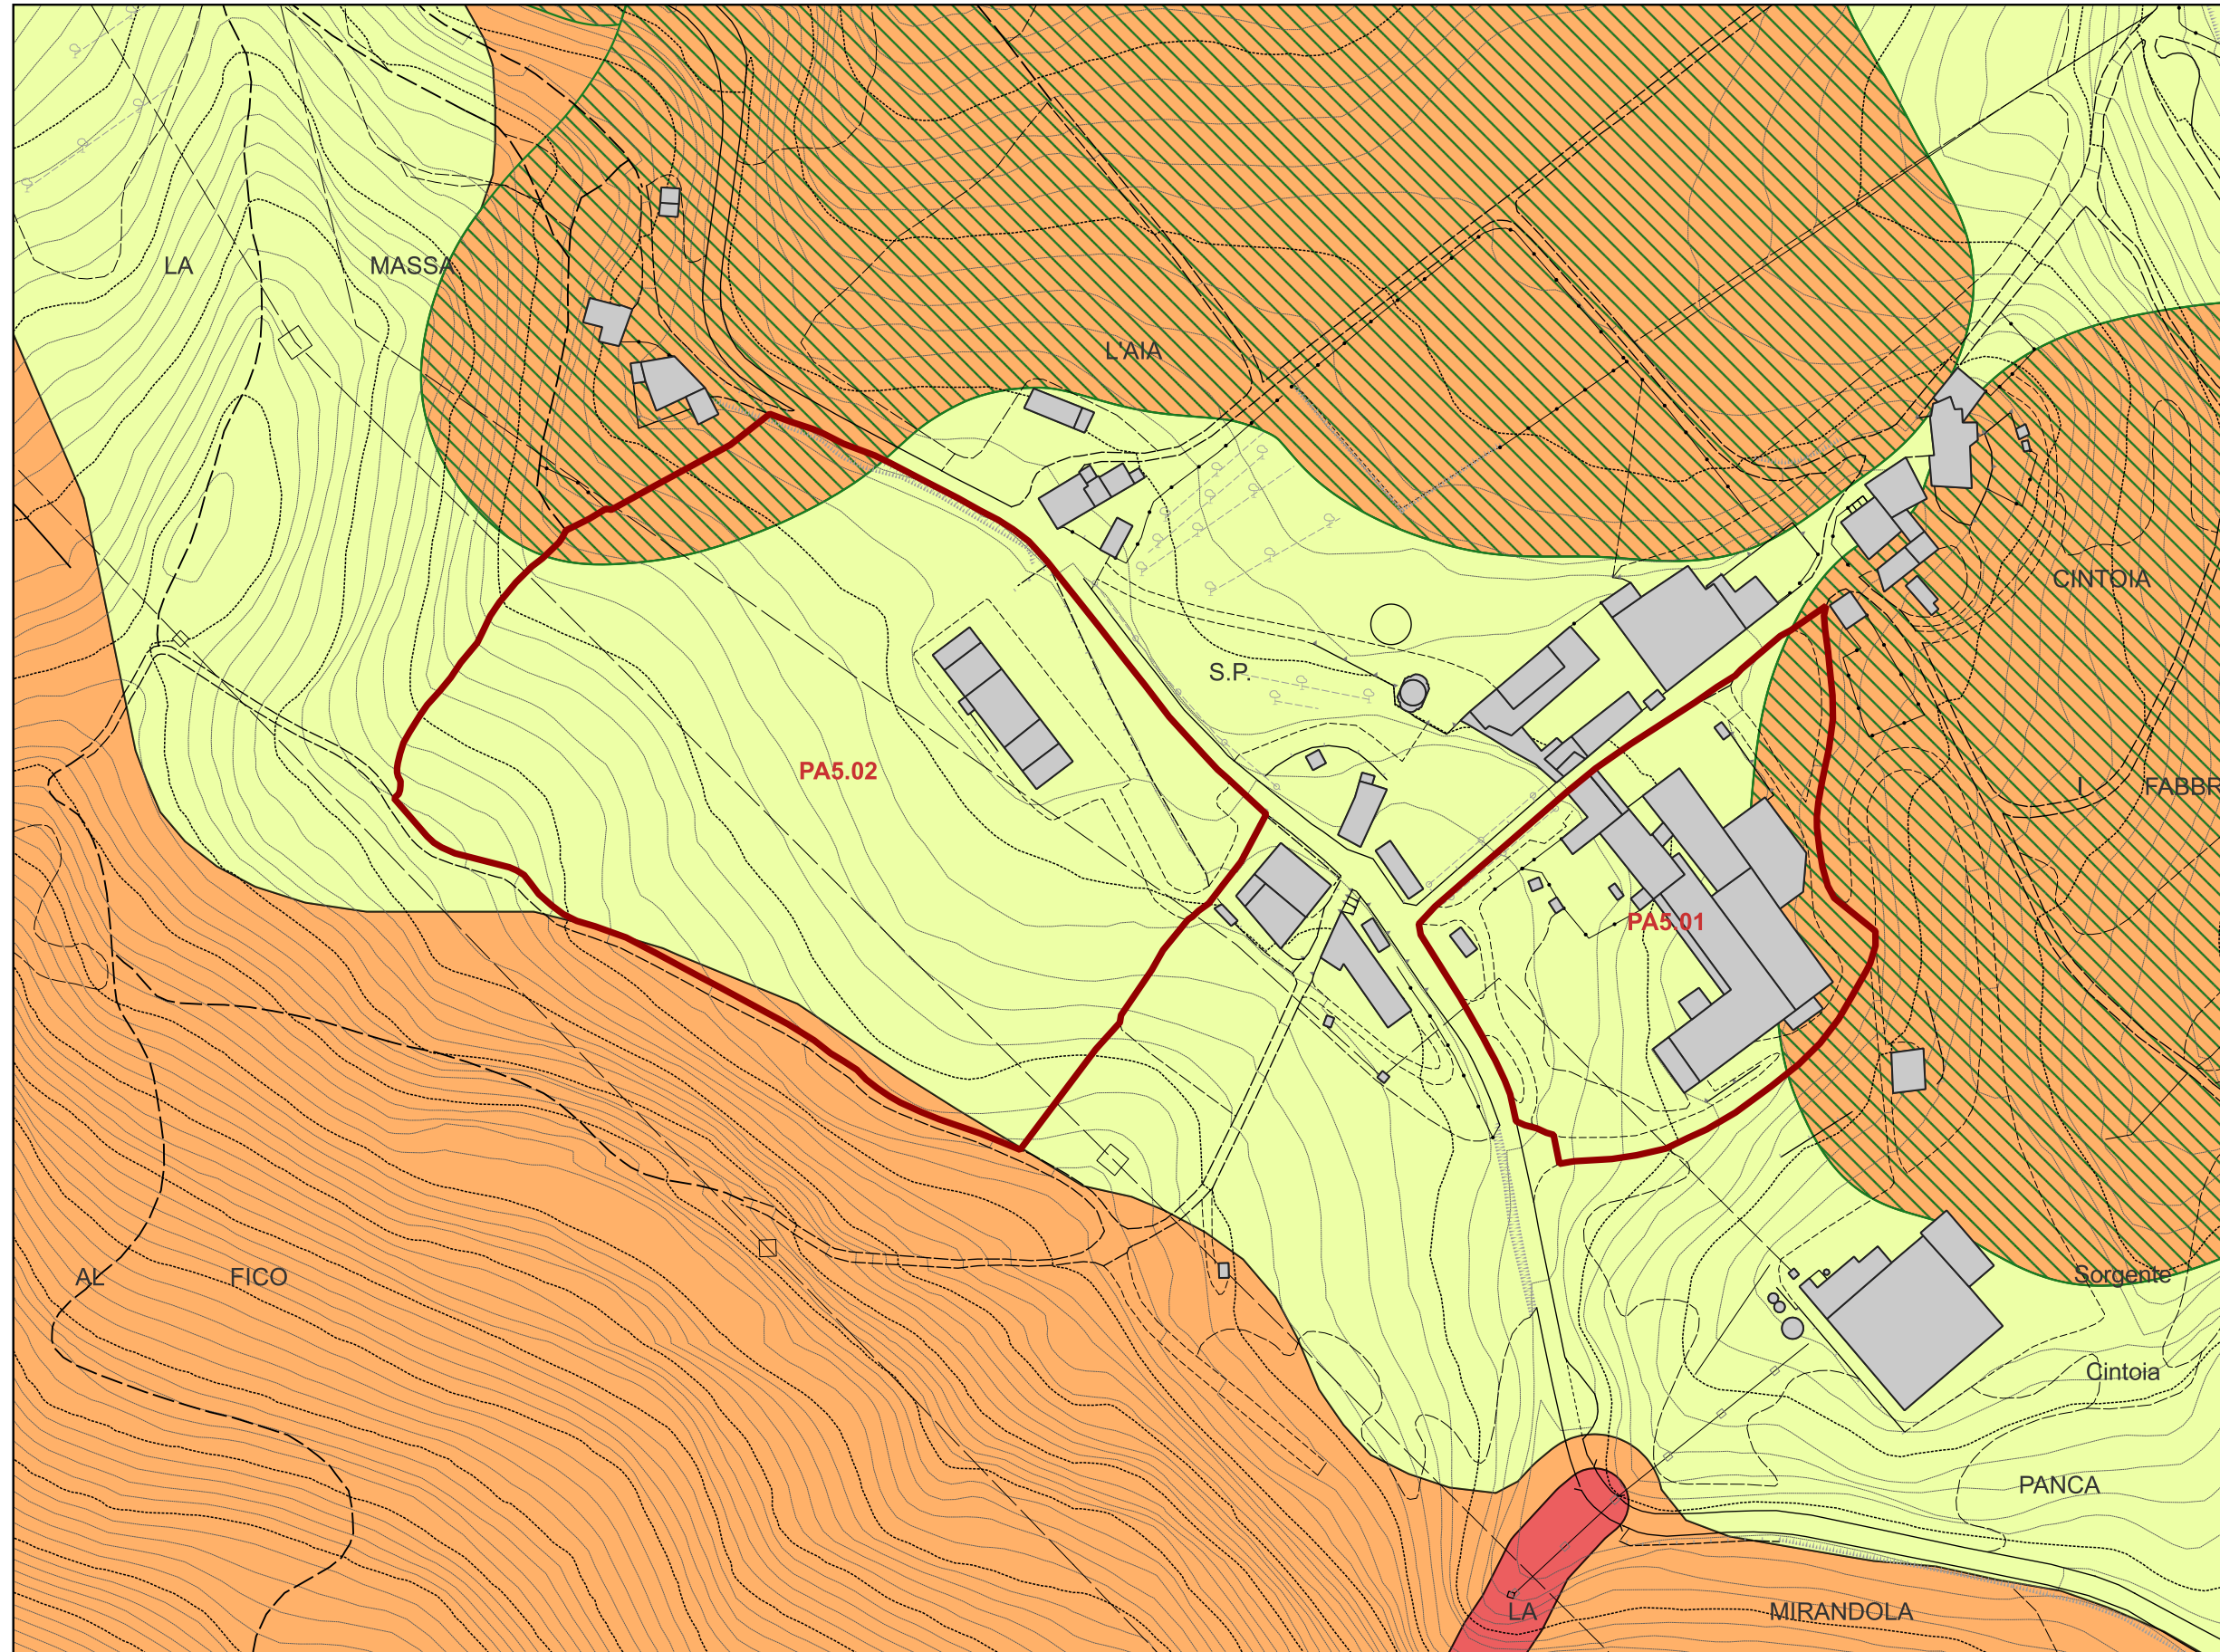 LA MASSA
L'AIA
CINTOIA
S.P.
PA5.02
I FABBR
PA5.01
AL FICO
Sorgente
Cintoia
PANCA
LA MIRANDOLA